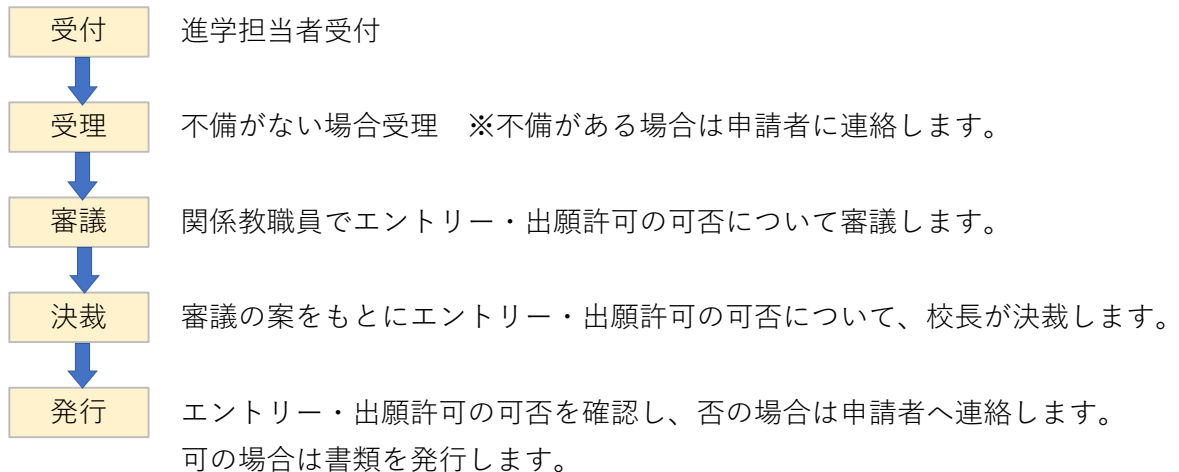 受付　進学担当者受付
受理　不備がない場合受理　※不備がある場合は申請者に連絡します。
審議　関係教職員でエントリー・出願許可の可否について審議します。
決裁　審議の案をもとにエントリー・出願許可の可否について、校長が決裁します。
発行　エントリー・出願許可の可否を確認し、否の場合は申請者へ連絡します。
可の場合は書類を発行します。